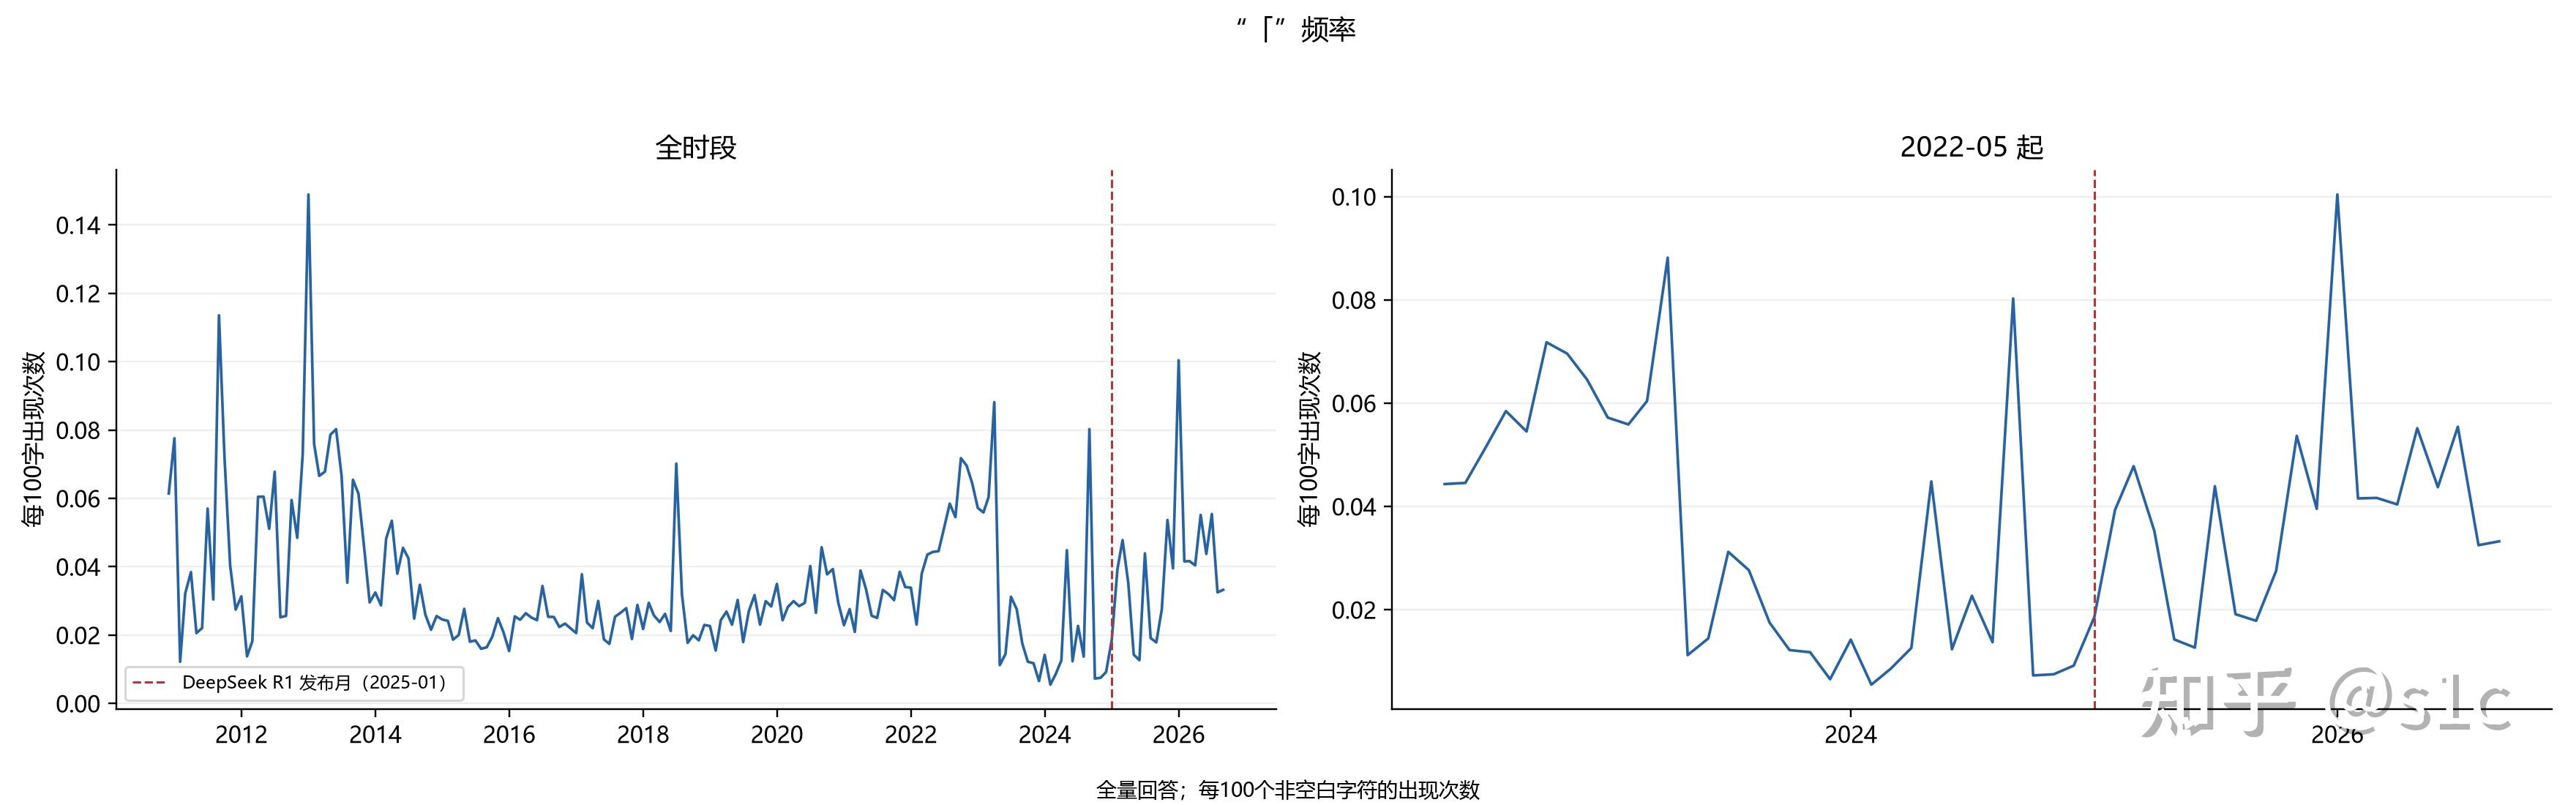 “「”频率
全时段
0.14
0.12
0.10
0.08
0.06
0.04
0.02
0.00
每100字出现次数
DeepSeek R1 发布月（2025-01）
2012 2014 2016 2018 2020 2022 2024 2026
2022-05 起
0.10
0.08
0.06
0.04
0.02
每100字出现次数
2024 2026
知乎 @s1c
全量回答；每100个非空白字符的出现次数